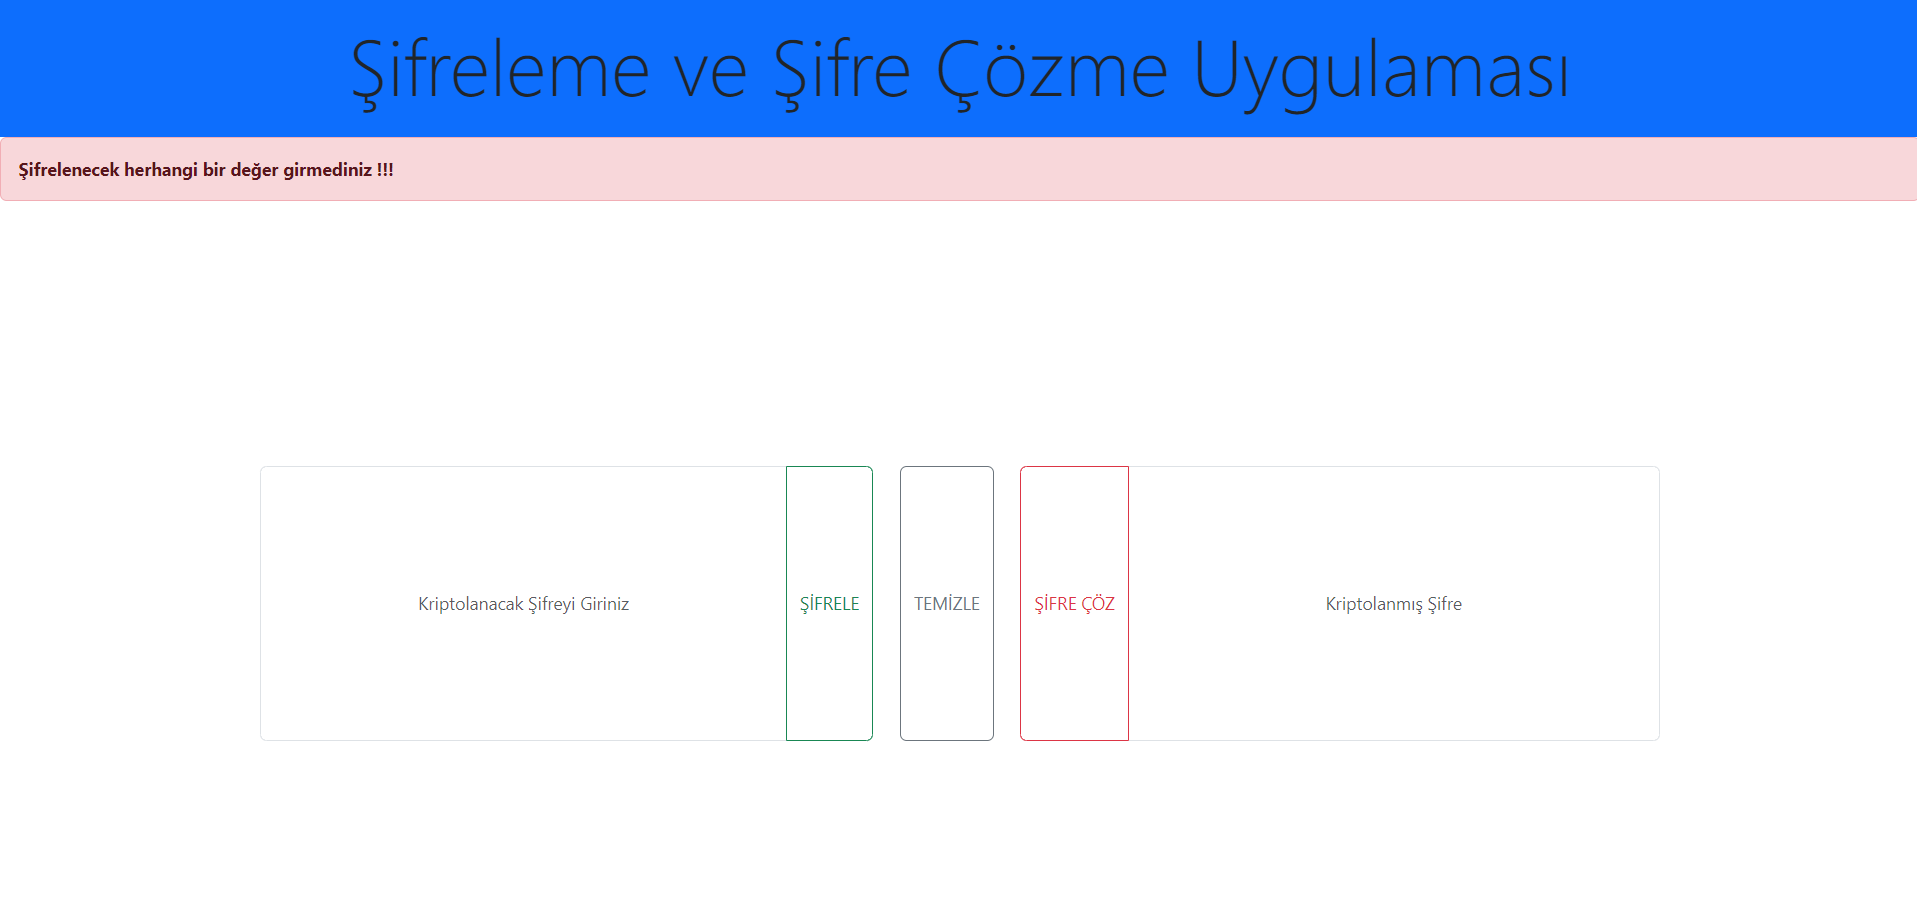 Şifreleme ve Şifre Çözme Uygulaması
Şifrelenecek herhangi bir değer girmediniz !!!
Kriptolanacak Şifreyi Giriniz
ŞİFRELE
TEMİZLE
ŞİFRE ÇÖZ
Kriptolanmış Şifre